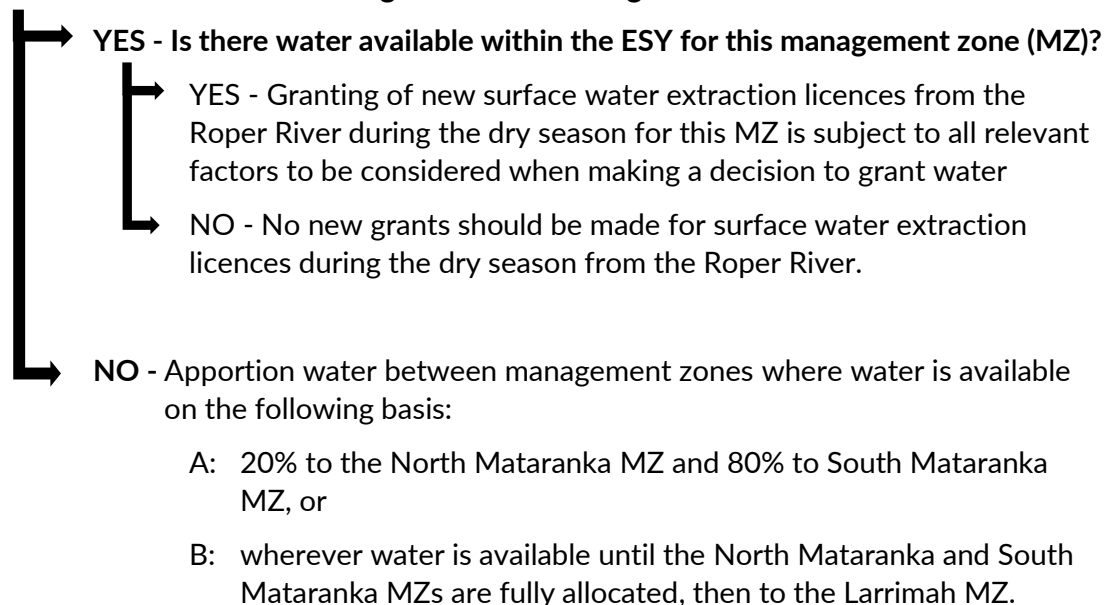 YES - Is there water available within the ESY for this management zone (MZ)?
YES - Granting of new surface water extraction licences from the
Roper River during the dry season for this MZ is subject to all relevant
factors to be considered when making a decision to grant water
NO - No new grants should be made for surface water extraction
licences during the dry season from the Roper River.
NO - Apportion water between management zones where water is available
on the following basis:
A: 20% to the North Mataranka MZ and 80% to South Mataranka
MZ, or
B: wherever water is available until the North Mataranka and South
Mataranka MZs are fully allocated, then to the Larrimah MZ.